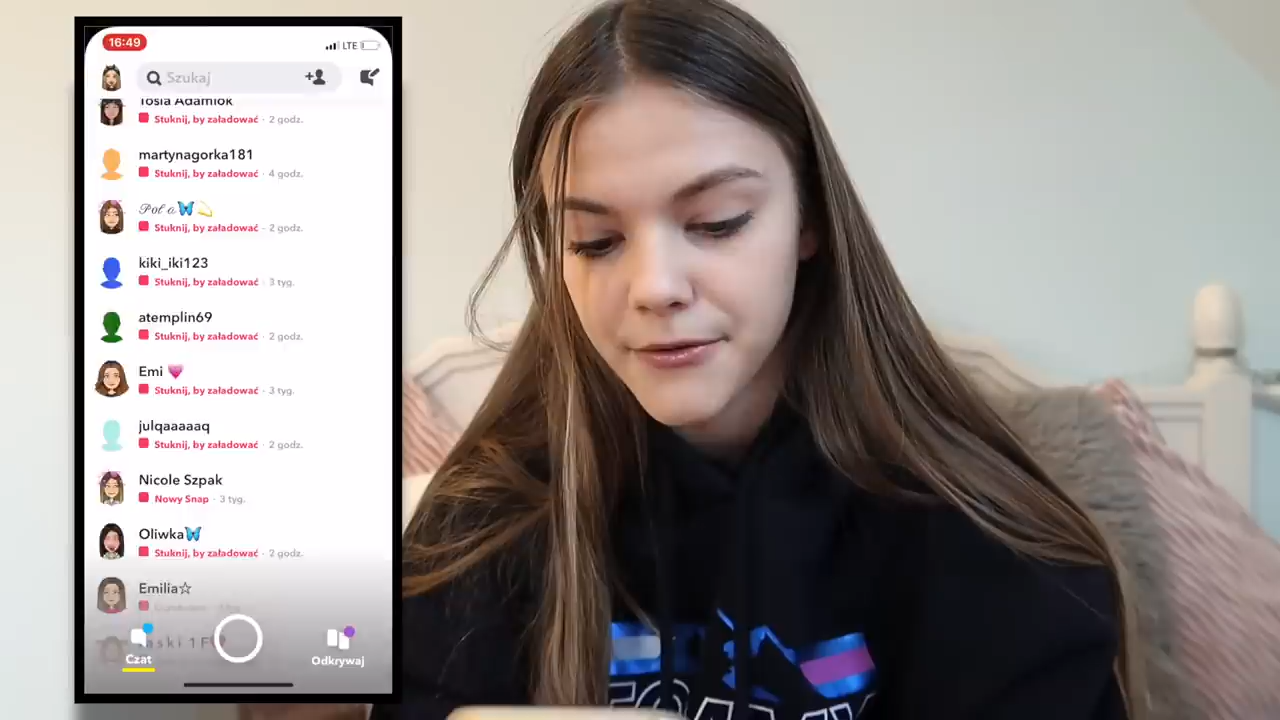 16:49
LTE
Szukaj
Tosia Adamiok
Stuknij, by załadować · 2 godz.
martynagorka181
Stuknij, by załadować · 4 godz.
𝒫𝑜𝓁𝒶🦋💫
Stuknij, by załadować · 2 godz.
kiki_iki123
Stuknij, by załadować · 3 tyg.
atemplin69
Stuknij, by załadować · 2 godz.
Emi 💗
Stuknij, by załadować · 3 tyg.
julqaaaaaq
Stuknij, by załadować · 2 godz.
Nicole Szpak
Nowy Snap · 3 tyg.
Oliwka🦋
Stuknij, by załadować · 2 godz.
Emilia☆
Czat
Odkrywaj